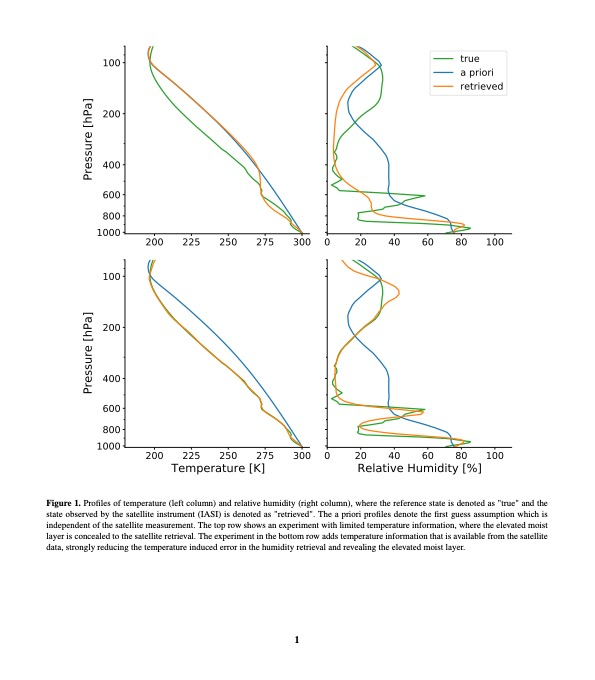 100
200
400
600
800
1000
Pressure [hPa]
200 225 250 275 300
0 20 40 60 80 100
true
a priori
retrieved
100
200
400
600
800
1000
Pressure [hPa]
200 225 250 275 300
Temperature [K]
0 20 40 60 80 100
Relative Humidity [%]
Figure 1. Profiles of temperature (left column) and relative humidity (right column), where the reference state is denoted as "true" and the
state observed by the satellite instrument (IASI) is denoted as "retrieved". The a priori profiles denote the first guess assumption which is
independent of the satellite measurement. The top row shows an experiment with limited temperature information, where the elevated moist
layer is concealed to the satellite retrieval. The experiment in the bottom row adds temperature information that is available from the satellite
data, strongly reducing the temperature induced error in the humidity retrieval and revealing the elevated moist layer.
1